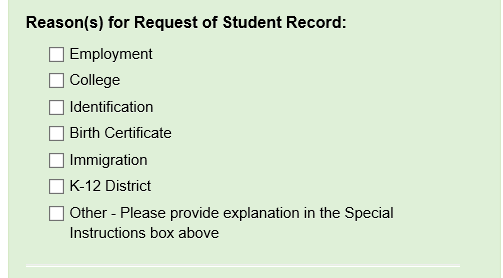 Reason(s) for Request of Student Record:
Employment
College
Identification
Birth Certificate
Immigration
K-12 District
Other - Please provide explanation in the Special
Instructions box above